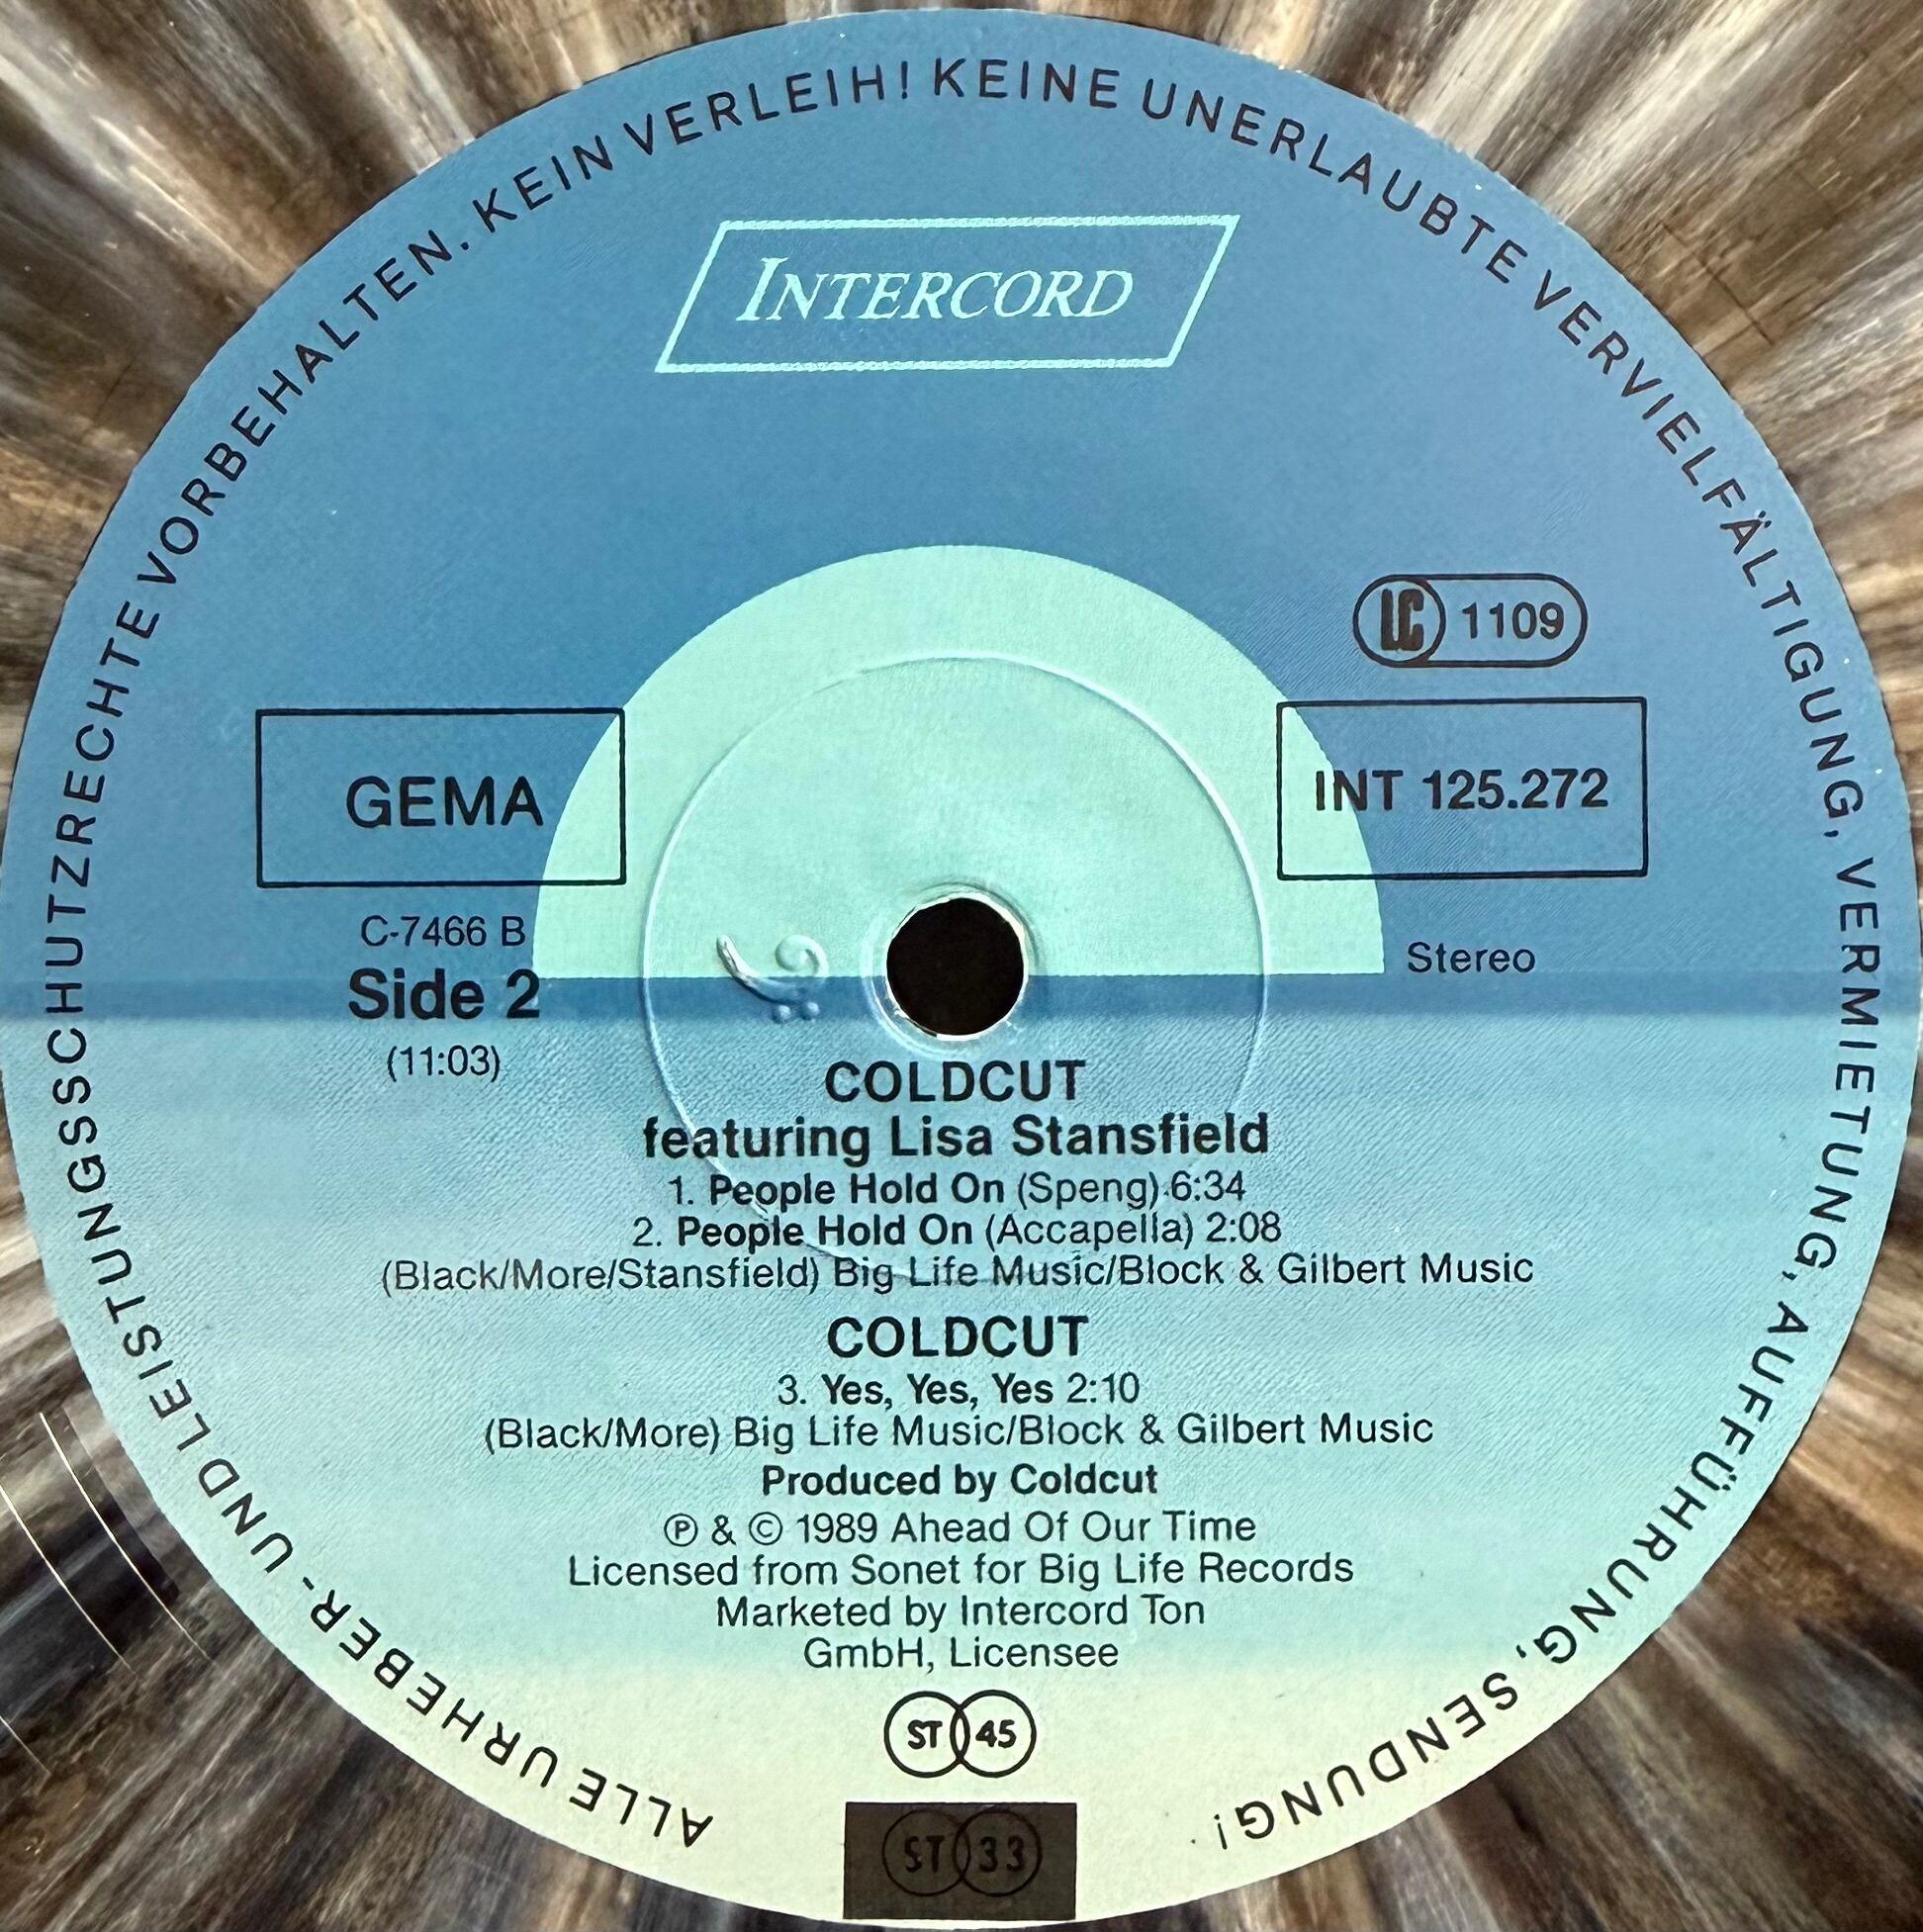 ALLE URHEBER- UND LEISTUNGSSCHUTZRECHTE VORBEHALTEN. KEIN VERLEIH! KEINE UNERLAUBTE VERVIELFÄLTIGUNG, VERMIETUNG, AUFFÜHRUNG, SENDUNG!
INTERCORD
LC 1109
GEMA
INT 125.272
C-7466 B
Stereo
Side 2
(11:03)
COLDCUT
featuring Lisa Stansfield
1. People Hold On (Speng) 6:34
2. People Hold On (Accapella) 2:08
(Black/More/Stansfield) Big Life Music/Block & Gilbert Music
COLDCUT
3. Yes, Yes, Yes 2:10
(Black/More) Big Life Music/Block & Gilbert Music
Produced by Coldcut
℗ & © 1989 Ahead Of Our Time
Licensed from Sonet for Big Life Records
Marketed by Intercord Ton
GmbH, Licensee
ST 45
ST 33